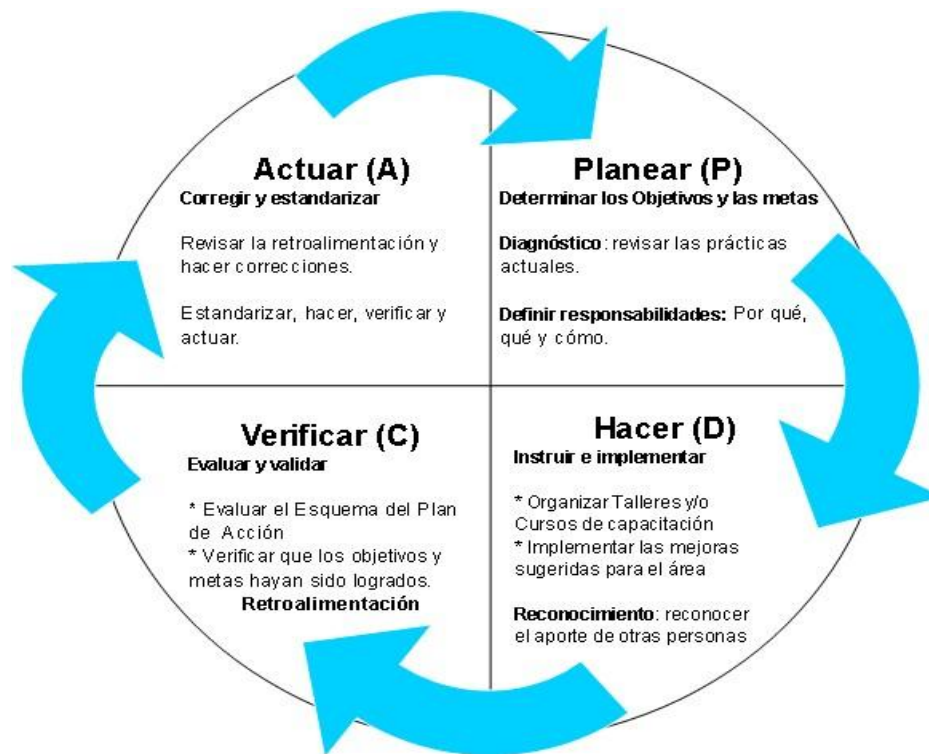 Actuar (A)
Corregir y estandarizar
Revisar la retroalimentación y
hacer correcciones.
Estandarizar, hacer, verificar y
actuar.
Planear (P)
Determinar los Objetivos y las metas
Diagnóstico: revisar las prácticas
actuales.
Definir responsabilidades: Por qué,
qué y cómo.
Verificar (C)
Evaluar y validar
* Evaluar el Esquema del Plan
de Acción
* Verificar que los objetivos y
metas hayan sido logrados.
Retroalimentación
Hacer (D)
Instruir e implementar
* Organizar Talleres y/o
Cursos de capacitación
* Implementar las mejoras
sugeridas para el área
Reconocimiento: reconocer
el aporte de otras personas